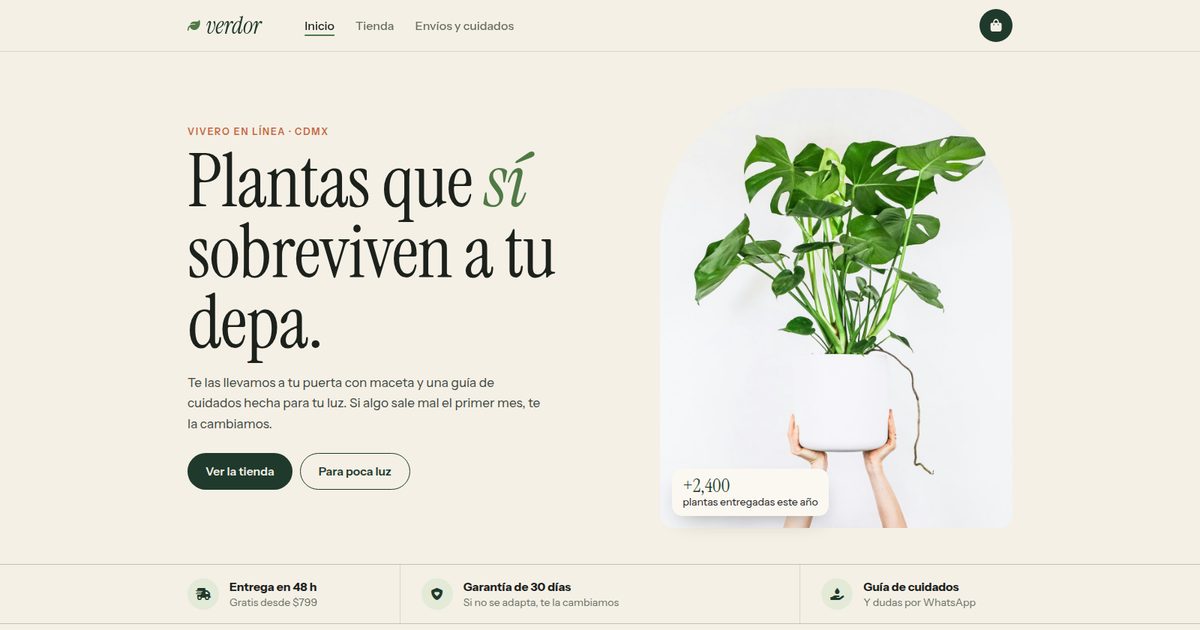 verdor
Inicio
Tienda
Envíos y cuidados
VIVERO EN LÍNEA · CDMX
Plantas que sí
sobreviven a tu
depa.
Te las llevamos a tu puerta con maceta y una guía de
cuidados hecha para tu luz. Si algo sale mal el primer mes, te
la cambiamos.
Ver la tienda
Para poca luz
+2,400
plantas entregadas este año
Entrega en 48 h
Gratis desde $799
Garantía de 30 días
Si no se adapta, te la cambiamos
Guía de cuidados
Y dudas por WhatsApp